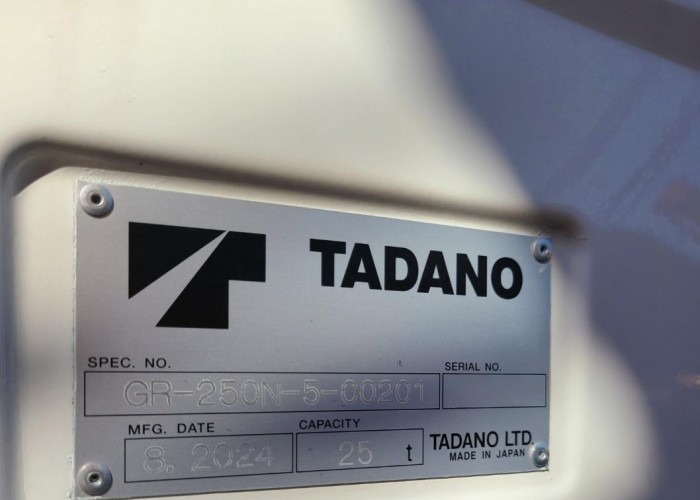 TADANO
SPEC. NO.
GR-250N-5-00201
SERIAL NO.
MFG. DATE
8. 2024
CAPACITY
25 t
TADANO LTD.
MADE IN JAPAN